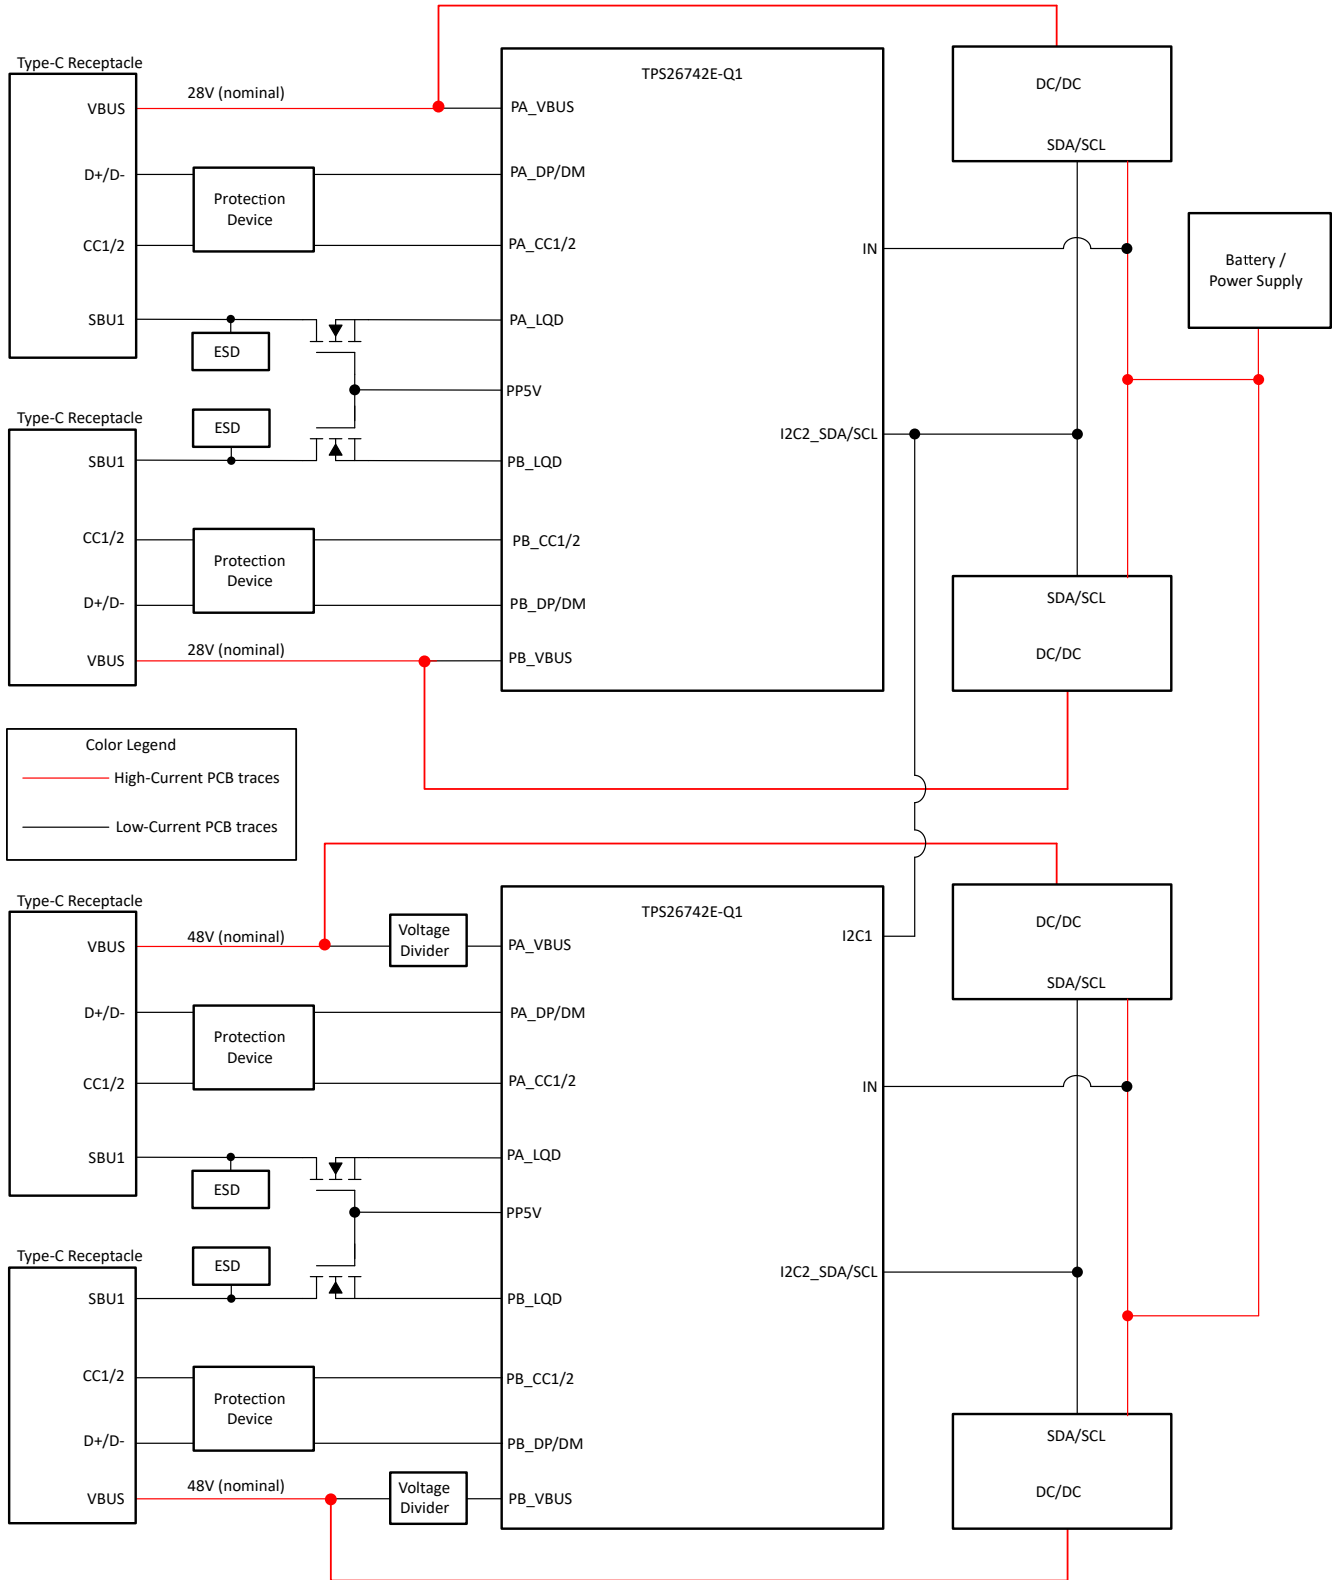 Type-C Receptacle
VBUS
D+/D-
CC1/2
SBU1
28V (nominal)
Protection
Device
ESD
TPS26742E-Q1
PA_VBUS
PA_DP/DM
PA_CC1/2
PA_LQD
PP5V
PB_LQD
PB_CC1/2
PB_DP/DM
PB_VBUS
IN
I2C2_SDA/SCL
DC/DC
SDA/SCL
Battery /
Power Supply
Type-C Receptacle
SBU1
CC1/2
D+/D-
VBUS
ESD
Protection
Device
28V (nominal)
SDA/SCL
DC/DC
Color Legend
High-Current PCB traces
Low-Current PCB traces
Type-C Receptacle
VBUS
D+/D-
CC1/2
SBU1
48V (nominal)
Voltage
Divider
Protection
Device
ESD
TPS26742E-Q1
PA_VBUS
PA_DP/DM
PA_CC1/2
PA_LQD
PP5V
PB_LQD
PB_CC1/2
PB_DP/DM
PB_VBUS
I2C1
IN
I2C2_SDA/SCL
DC/DC
SDA/SCL
Type-C Receptacle
SBU1
CC1/2
D+/D-
VBUS
ESD
Protection
Device
48V (nominal)
Voltage
Divider
SDA/SCL
DC/DC